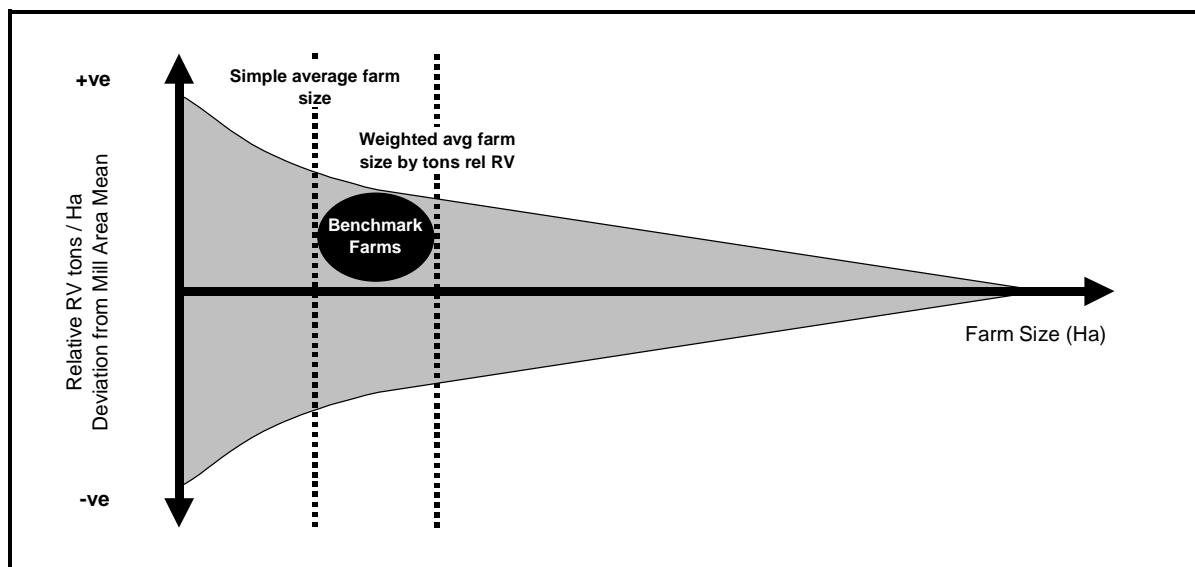 +ve
Simple average farm
size
Weighted avg farm
size by tons rel RV
Benchmark
Farms
Relative RV tons / Ha
Deviation from Mill Area Mean
Farm Size (Ha)
-ve